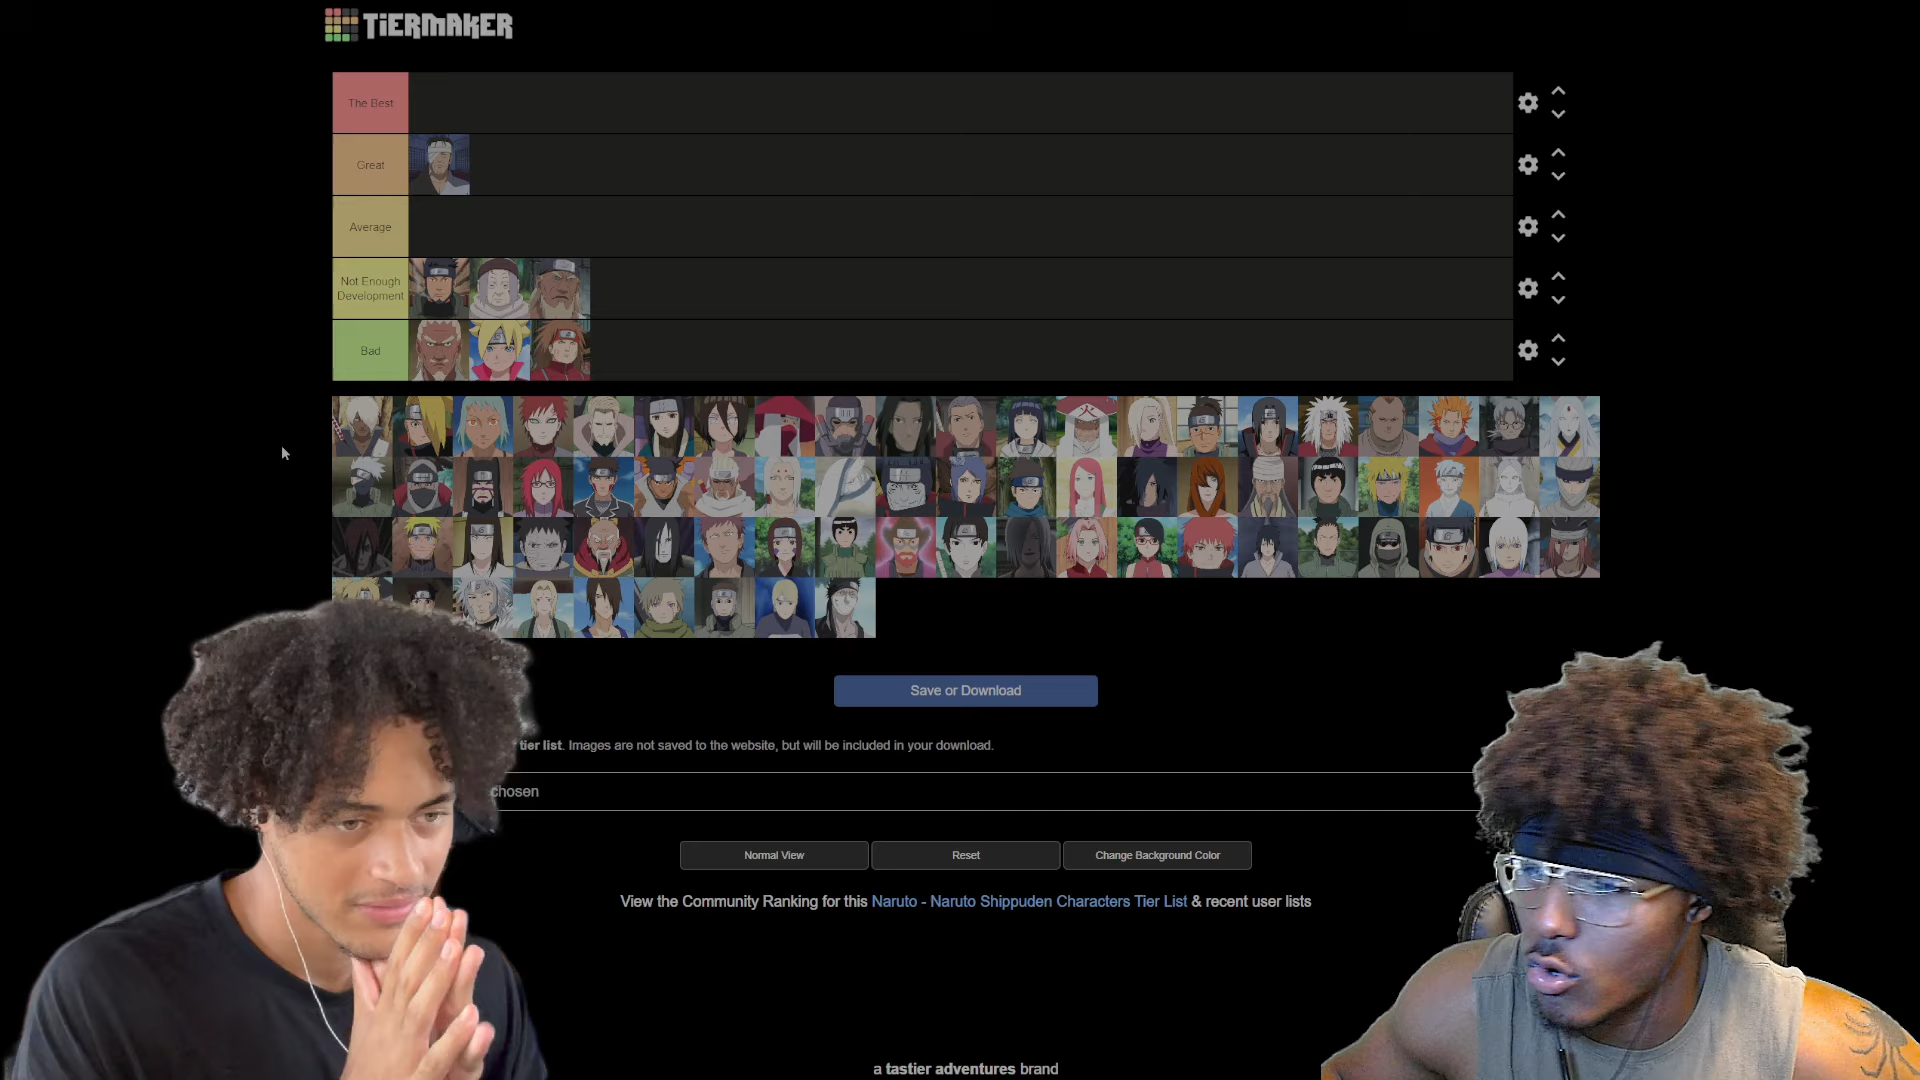 TIERMAKER
The Best
Great
Average
Not Enough
Development
Bad
Save or Download
tier list. Images are not saved to the website, but will be included in your download.
chosen
Normal View
Reset
Change Background Color
View the Community Ranking for this Naruto - Naruto Shippuden Characters Tier List & recent user lists
a tastier adventures brand